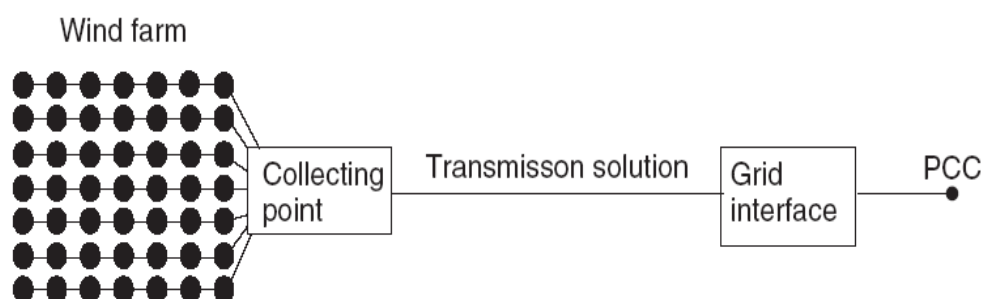 Wind farm
Collecting
point
Transmisson solution
Grid
interface
PCC